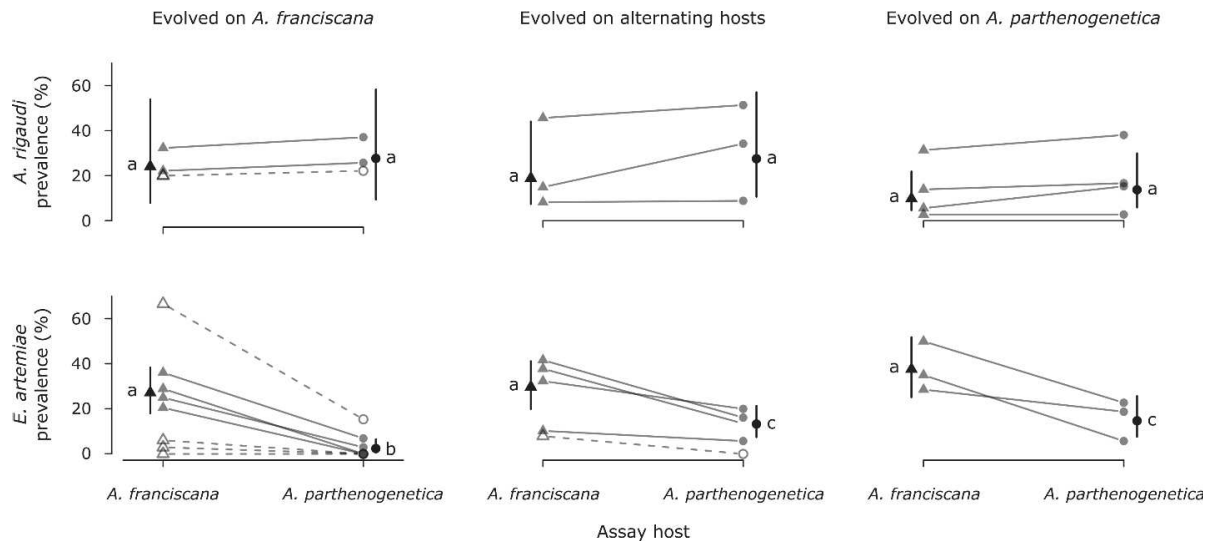 Evolved on A. franciscana
Evolved on alternating hosts
Evolved on A. parthenogenetica
A. rigaudi
prevalence (%)
60
40
20
0
a
a
a
a
a
a
E. artemiae
prevalence (%)
60
40
20
0
a
b
a
c
a
c
A. franciscana
A. parthenogenetica
A. franciscana
A. parthenogenetica
A. franciscana
A. parthenogenetica
Assay host